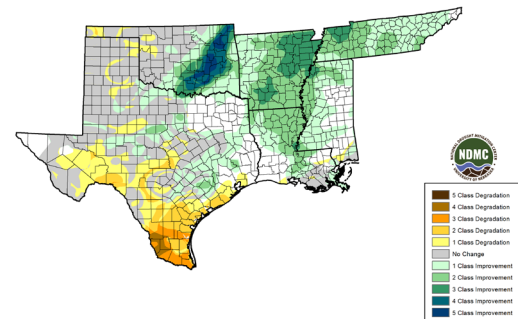 NATIONAL DROUGHT MITIGATION CENTER
NDMC
UNIVERSITY OF NEBRASKA
5 Class Degradation
4 Class Degradation
3 Class Degradation
2 Class Degradation
1 Class Degradation
No Change
1 Class Improvement
2 Class Improvement
3 Class Improvement
4 Class Improvement
5 Class Improvement